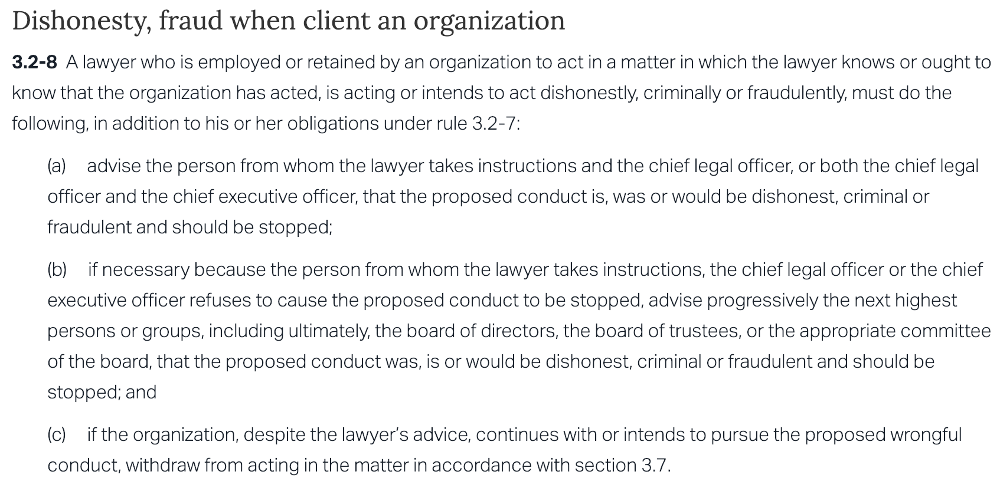 Dishonesty, fraud when client an organization
3.2-8 A lawyer who is employed or retained by an organization to act in a matter in which the lawyer knows or ought to
know that the organization has acted, is acting or intends to act dishonestly, criminally or fraudulently, must do the
following, in addition to his or her obligations under rule 3.2-7:
(a) advise the person from whom the lawyer takes instructions and the chief legal officer, or both the chief legal
officer and the chief executive officer, that the proposed conduct is, was or would be dishonest, criminal or
fraudulent and should be stopped;
(b) if necessary because the person from whom the lawyer takes instructions, the chief legal officer or the chief
executive officer refuses to cause the proposed conduct to be stopped, advise progressively the next highest
persons or groups, including ultimately, the board of directors, the board of trustees, or the appropriate committee
of the board, that the proposed conduct was, is or would be dishonest, criminal or fraudulent and should be
stopped; and
(c) if the organization, despite the lawyer’s advice, continues with or intends to pursue the proposed wrongful
conduct, withdraw from acting in the matter in accordance with section 3.7.